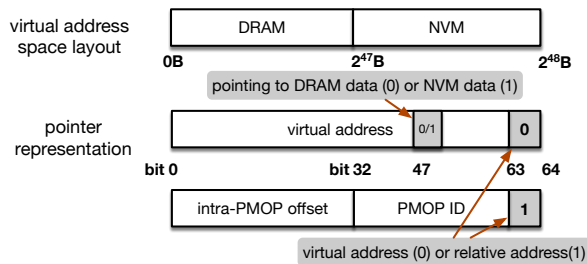 virtual address
space layout
DRAM NVM
0B 2^47B 2^48B
pointing to DRAM data (0) or NVM data (1)
pointer
representation
virtual address 0/1 0
bit 0 bit 32 47 63 64
intra-PMOP offset PMOP ID 1
virtual address (0) or relative address(1)